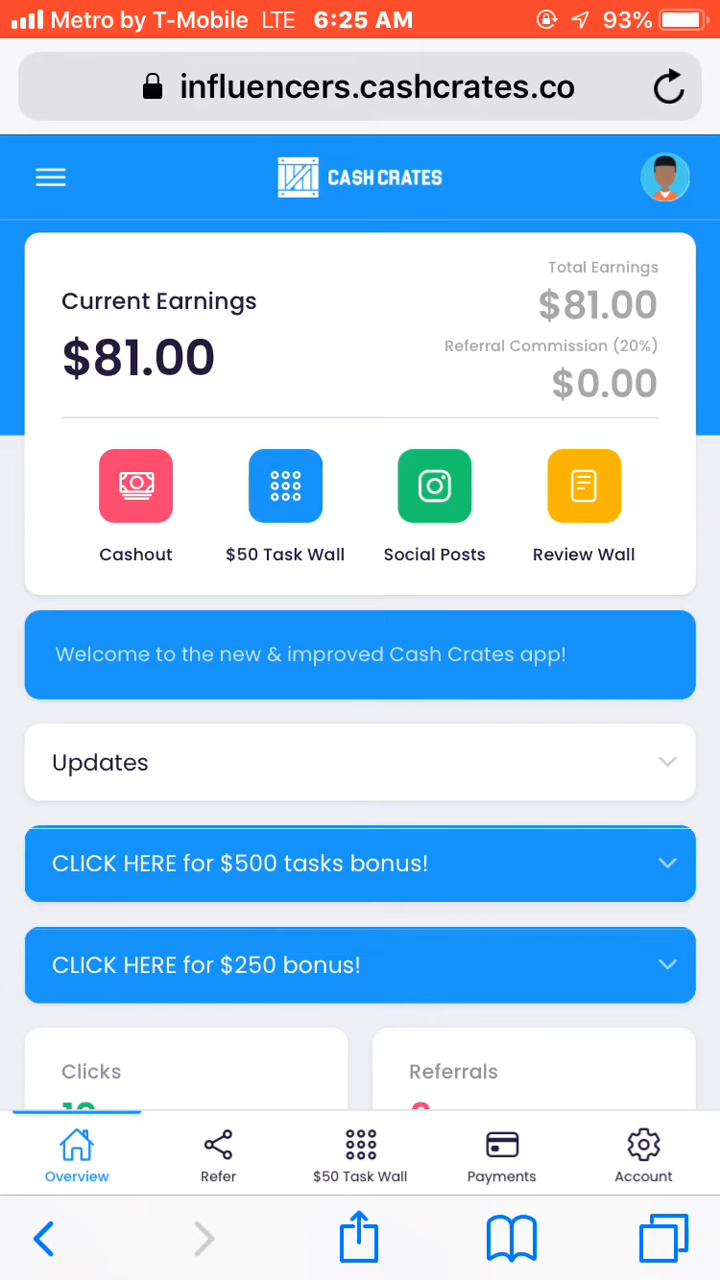 Metro by T-Mobile LTE 6:25 AM 93%
influencers.cashcrates.co
CASH CRATES
Total Earnings
$81.00
Current Earnings
$81.00
Referral Commission (20%)
$0.00
Cashout
$50 Task Wall
Social Posts
Review Wall
Welcome to the new & improved Cash Crates app!
Updates
CLICK HERE for $500 tasks bonus!
CLICK HERE for $250 bonus!
Clicks
Referrals
Overview
Refer
$50 Task Wall
Payments
Account